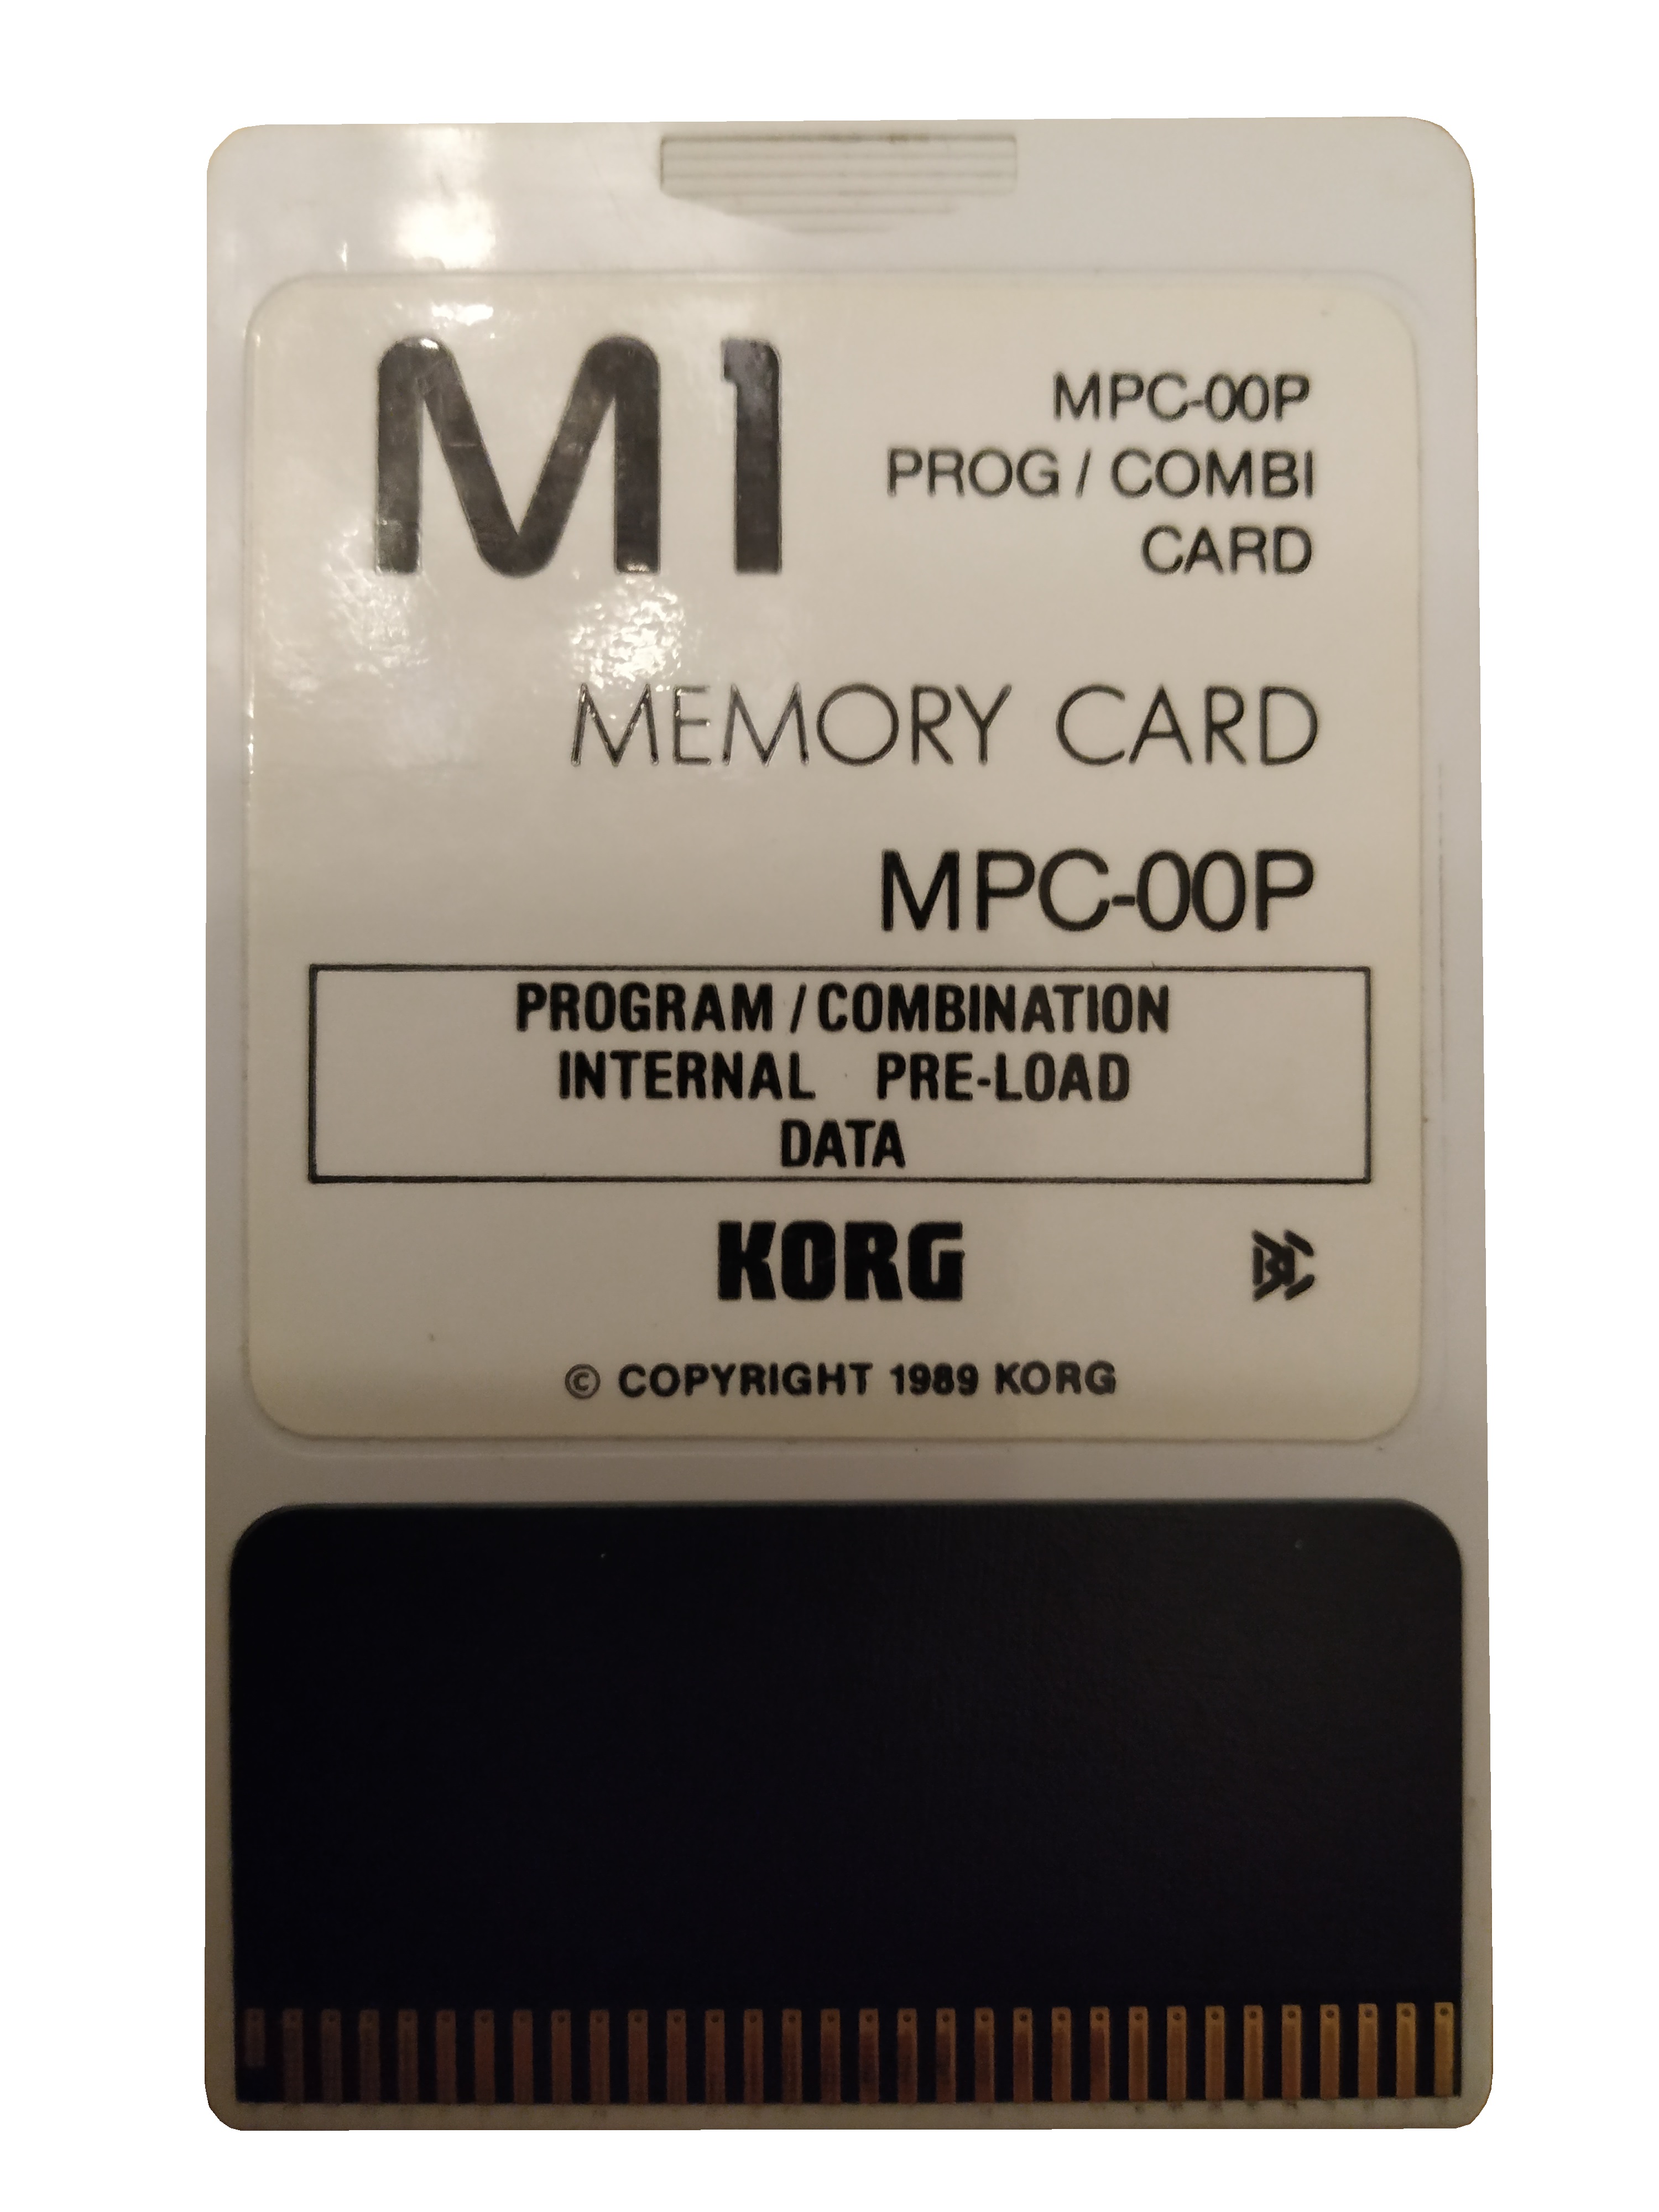 M1
MPC-00P
PROG / COMBI
CARD
MEMORY CARD
MPC-00P
PROGRAM / COMBINATION
INTERNAL PRE-LOAD
DATA
KORG
© COPYRIGHT 1989 KORG